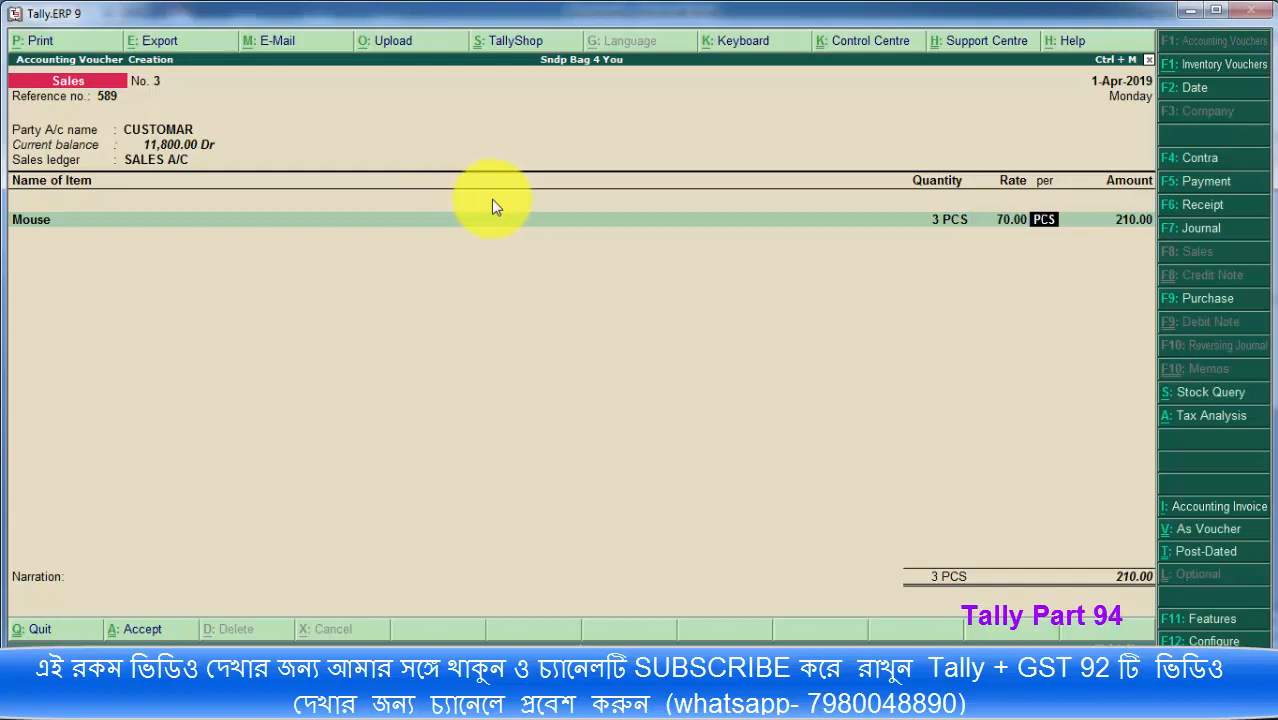 Tally.ERP 9
P: Print E: Export M: E-Mail O: Upload S: TallyShop G: Language K: Keyboard K: Control Centre H: Support Centre H: Help
Accounting Voucher Creation Sndp Bag 4 You Ctrl + M
Sales No. 3 1-Apr-2019
Reference no.: 589 Monday
Party A/c name : CUSTOMAR
Current balance : 11,800.00 Dr
Sales ledger : SALES A/C
Name of Item Quantity Rate per Amount
Mouse 3 PCS 70.00 PCS 210.00
Narration: 3 PCS 210.00
Q: Quit A: Accept D: Delete X: Cancel
F1: Accounting Vouchers
F1: Inventory Vouchers
F2: Date
F3: Company
F4: Contra
F5: Payment
F6: Receipt
F7: Journal
F8: Sales
F8: Credit Note
F9: Purchase
F9: Debit Note
F10: Reversing Journal
F10: Memos
S: Stock Query
A: Tax Analysis
I: Accounting Invoice
V: As Voucher
T: Post-Dated
L: Optional
F11: Features
F12: Configure
Tally Part 94
এই রকম ভিডিও দেখার জন্য আমার সঙ্গে থাকুন ও চ্যানেলটি SUBSCRIBE করে রাখুন Tally + GST 92 টি ভিডিও
দেখার জন্য চ্যানেলে প্রবেশ করুন (whatsapp- 7980048890)